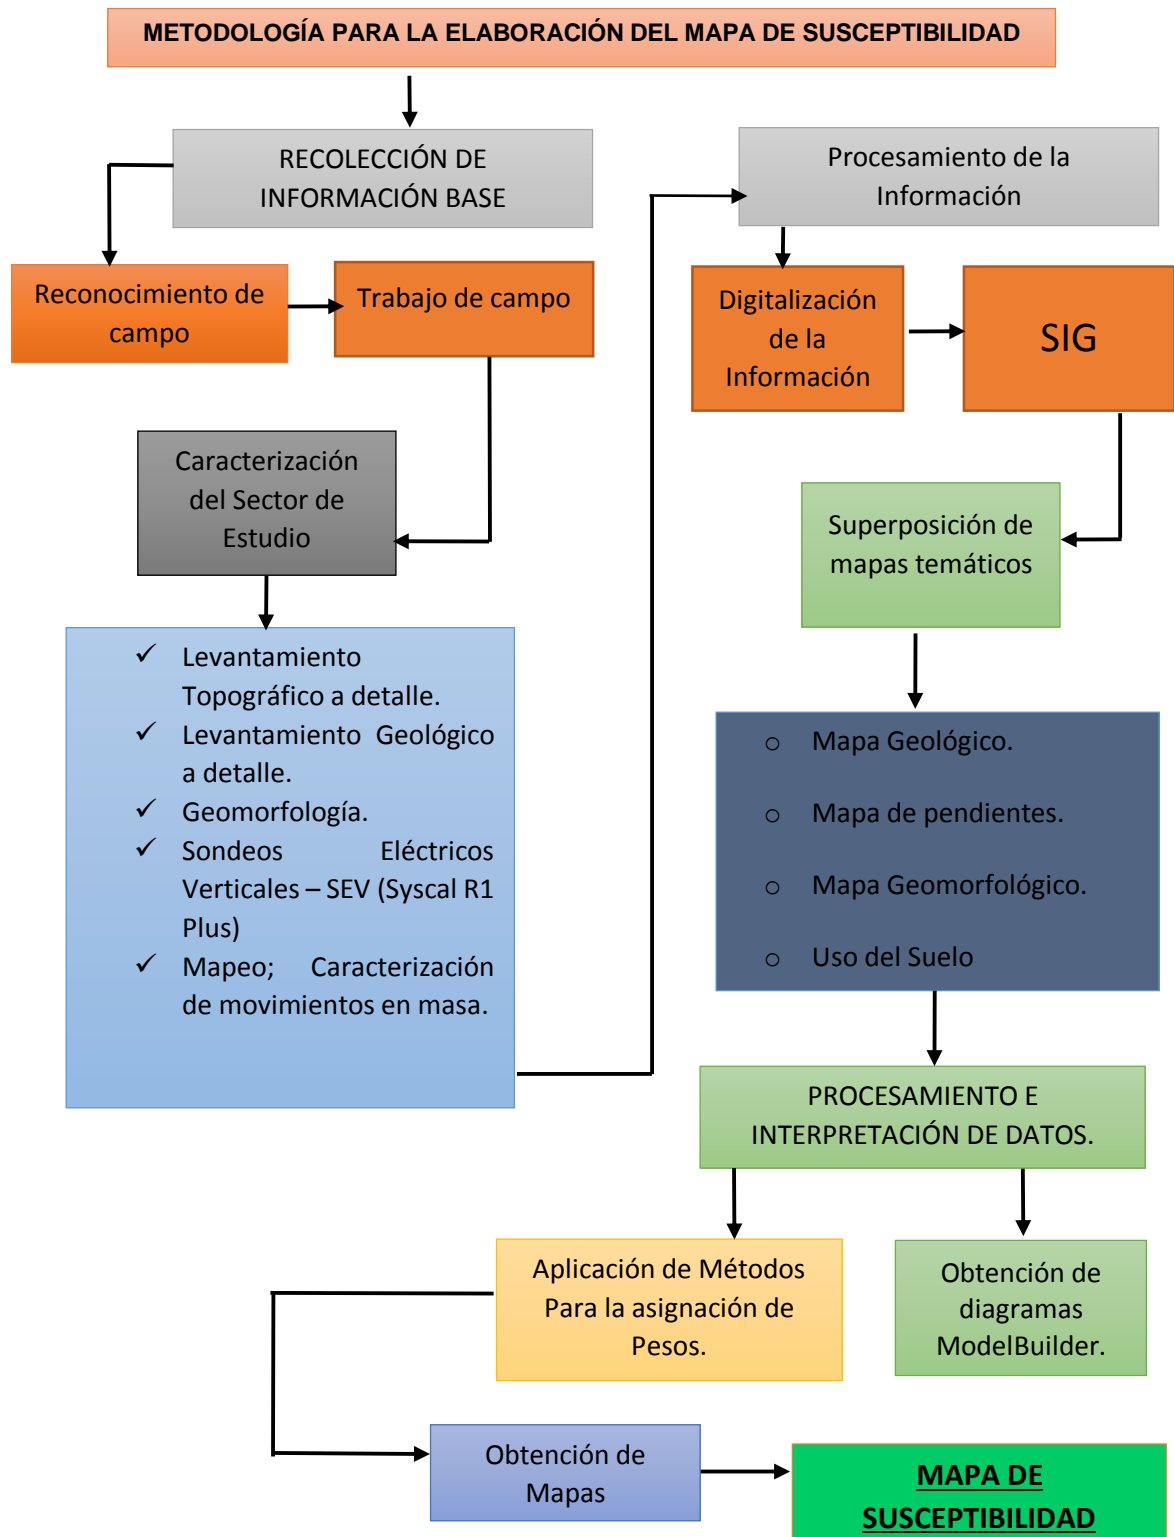 METODOLOGÍA PARA LA ELABORACIÓN DEL MAPA DE SUSCEPTIBILIDAD
RECOLECCIÓN DE
INFORMACIÓN BASE
Reconocimiento de
campo
Trabajo de campo
Caracterización
del Sector de
Estudio
✓ Levantamiento
Topográfico a detalle.
✓ Levantamiento Geológico
a detalle.
✓ Geomorfología.
✓ Sondeos Eléctricos
Verticales – SEV (Syscal R1
Plus)
✓ Mapeo; Caracterización
de movimientos en masa.
Procesamiento de la
Información
Digitalización
de la
Información
SIG
Superposición de
mapas temáticos
o Mapa Geológico.
o Mapa de pendientes.
o Mapa Geomorfológico.
o Uso del Suelo
PROCESAMIENTO E
INTERPRETACIÓN DE DATOS.
Aplicación de Métodos
Para la asignación de
Pesos.
Obtención de
diagramas
ModelBuilder.
Obtención de
Mapas
MAPA DE
SUSCEPTIBILIDAD